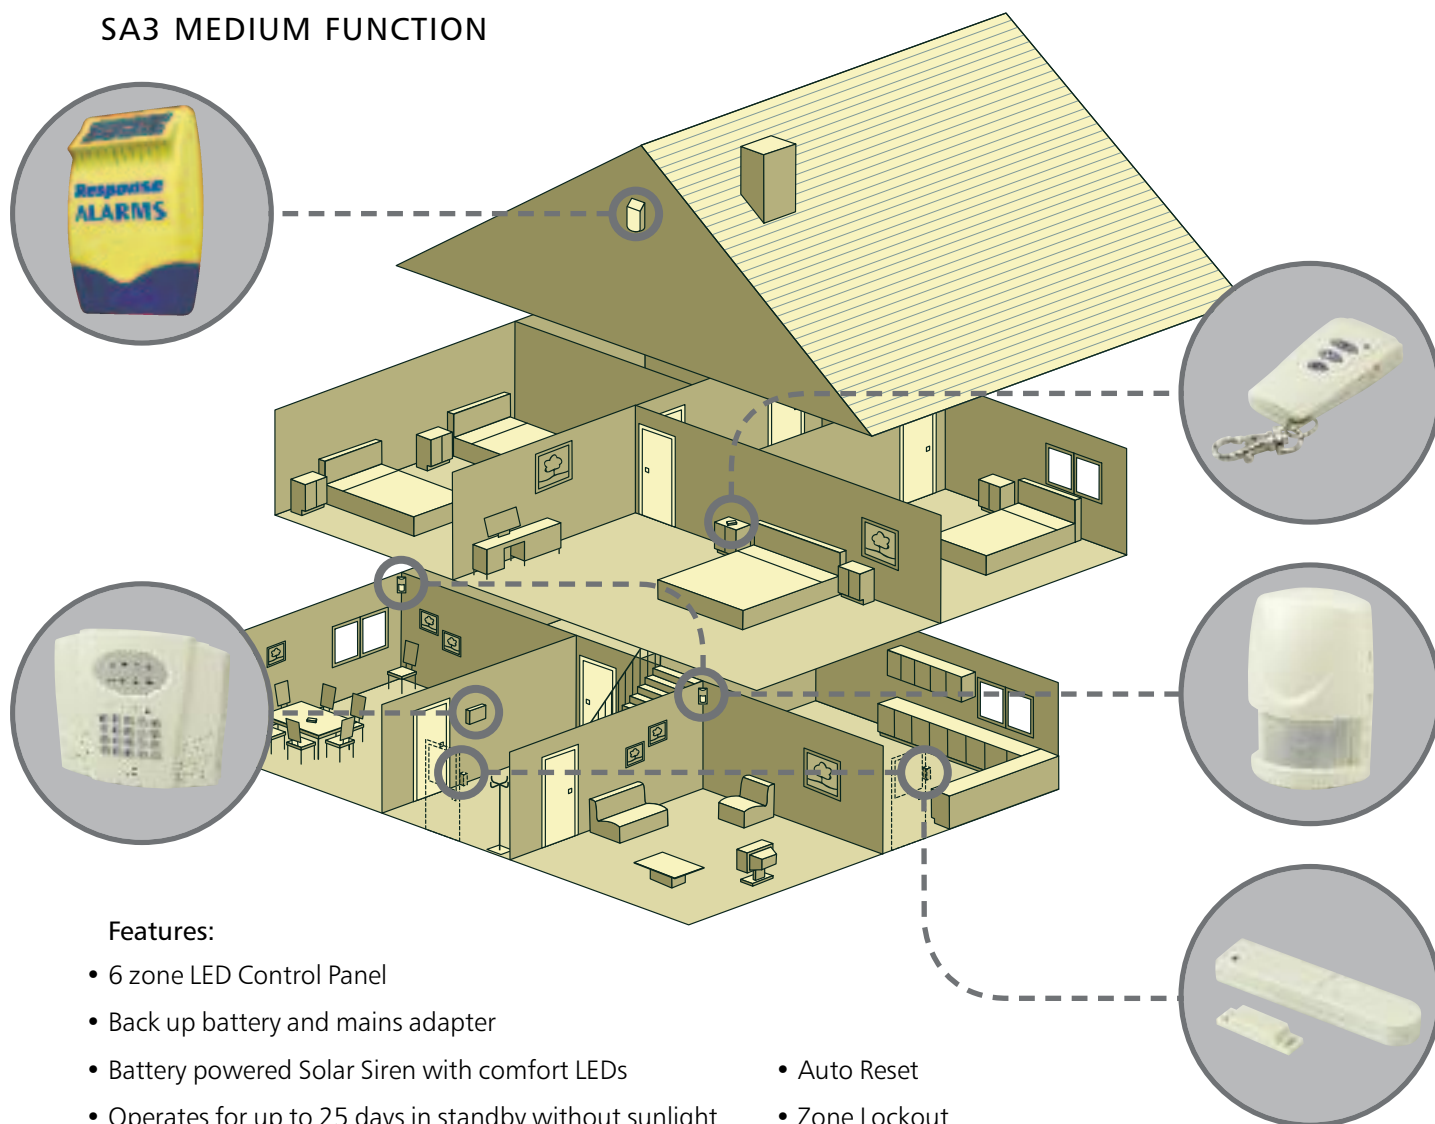 SA3 MEDIUM FUNCTION
Response
ALARMS
Features:
• 6 zone LED Control Panel
• Back up battery and mains adapter
• Battery powered Solar Siren with comfort LEDs
• Operates for up to 25 days in standby without sunlight
• Auto Reset
• Zone Lockout